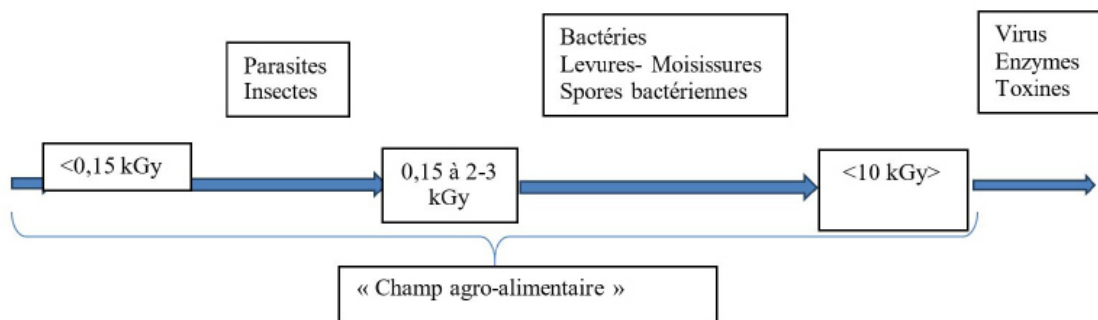 Parasites
Insectes
Bactéries
Levures- Moisissures
Spores bactériennes
Virus
Enzymes
Toxines
<0,15 kGy
0,15 à 2-3
kGy
<10 kGy>
« Champ agro-alimentaire »